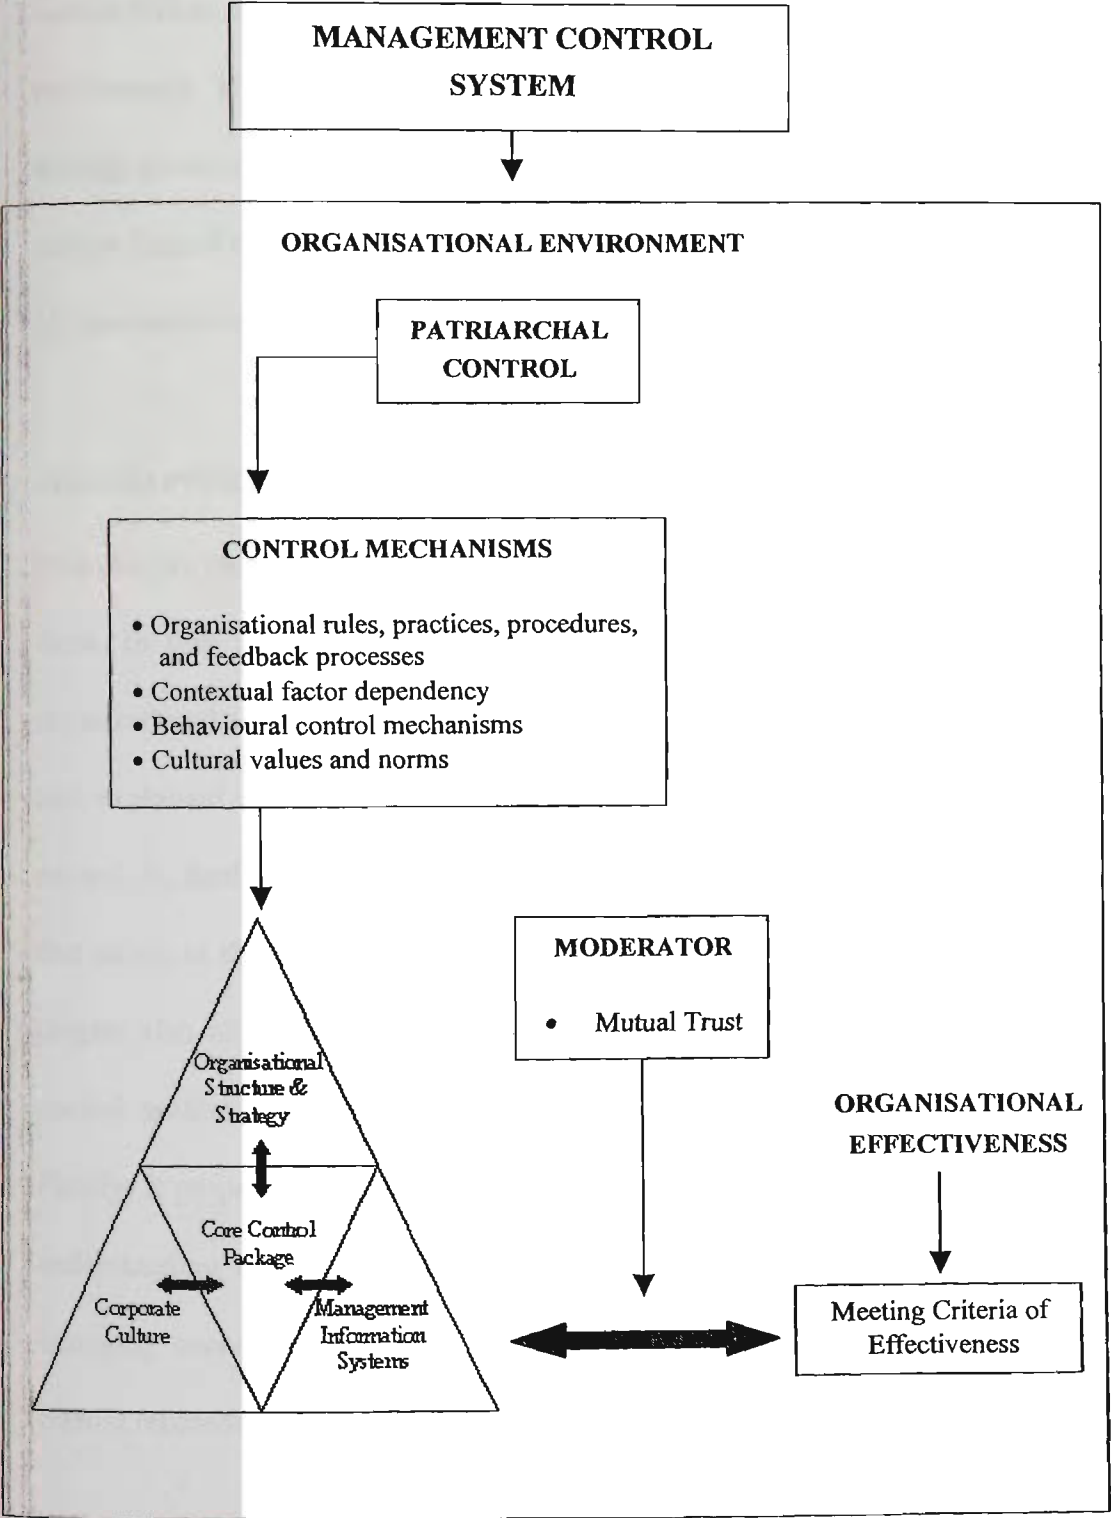 MANAGEMENT CONTROL
SYSTEM
ORGANISATIONAL ENVIRONMENT
PATRIARCHAL
CONTROL
CONTROL MECHANISMS
• Organisational rules, practices, procedures,
and feedback processes
• Contextual factor dependency
• Behavioural control mechanisms
• Cultural values and norms
MODERATOR
• Mutual Trust
Organisational
Structure &
Strategy
Core Control
Package
Corporate
Culture
Management
Information
Systems
ORGANISATIONAL
EFFECTIVENESS
Meeting Criteria of
Effectiveness